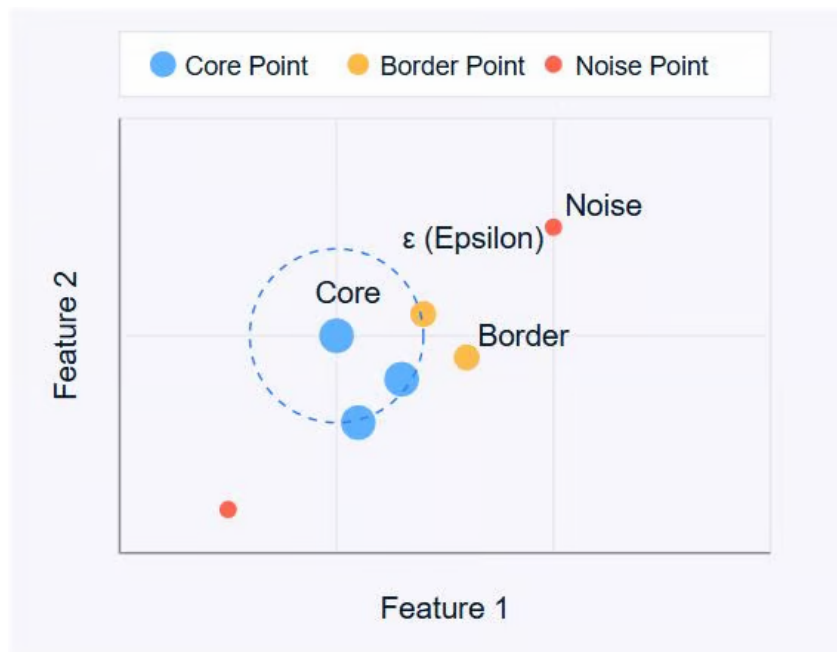 Core Point Border Point Noise Point
Noise
ε (Epsilon)
Core
Border
Feature 2
Feature 1